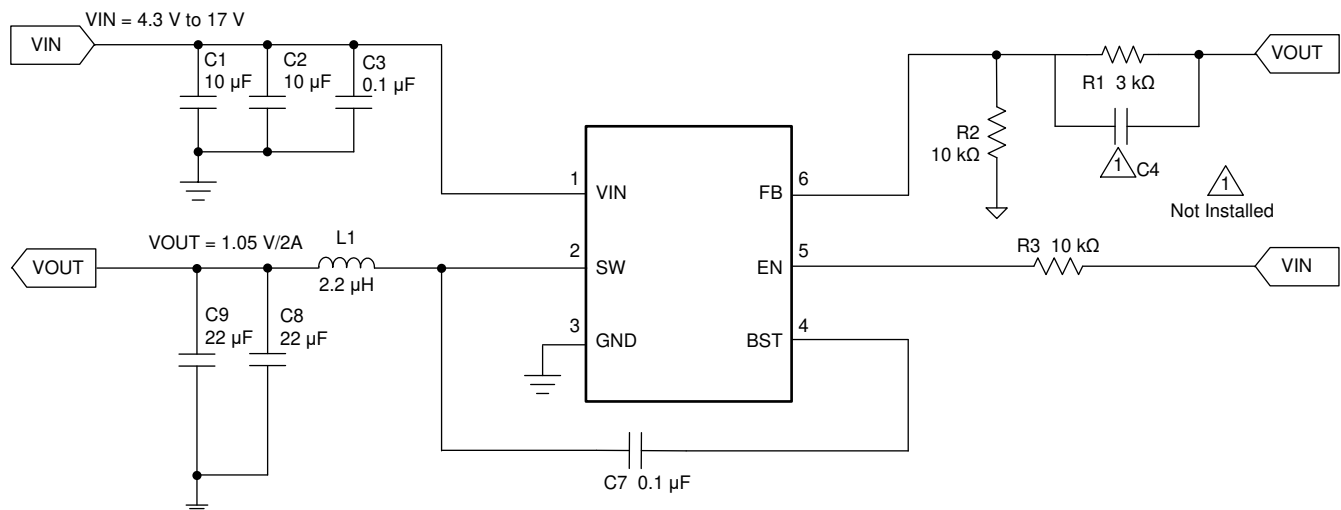 VIN = 4.3 V to 17 V
VIN
C1
10 µF
C2
10 µF
C3
0.1 µF
VOUT
R1 3 kΩ
R2
10 kΩ
1
C4
1
Not Installed
1
VIN
FB
6
VOUT = 1.05 V/2A
L1
2.2 µH
VOUT
2
SW
EN
5
R3 10 kΩ
VIN
C9
22 µF
C8
22 µF
3
GND
BST
4
C7 0.1 µF